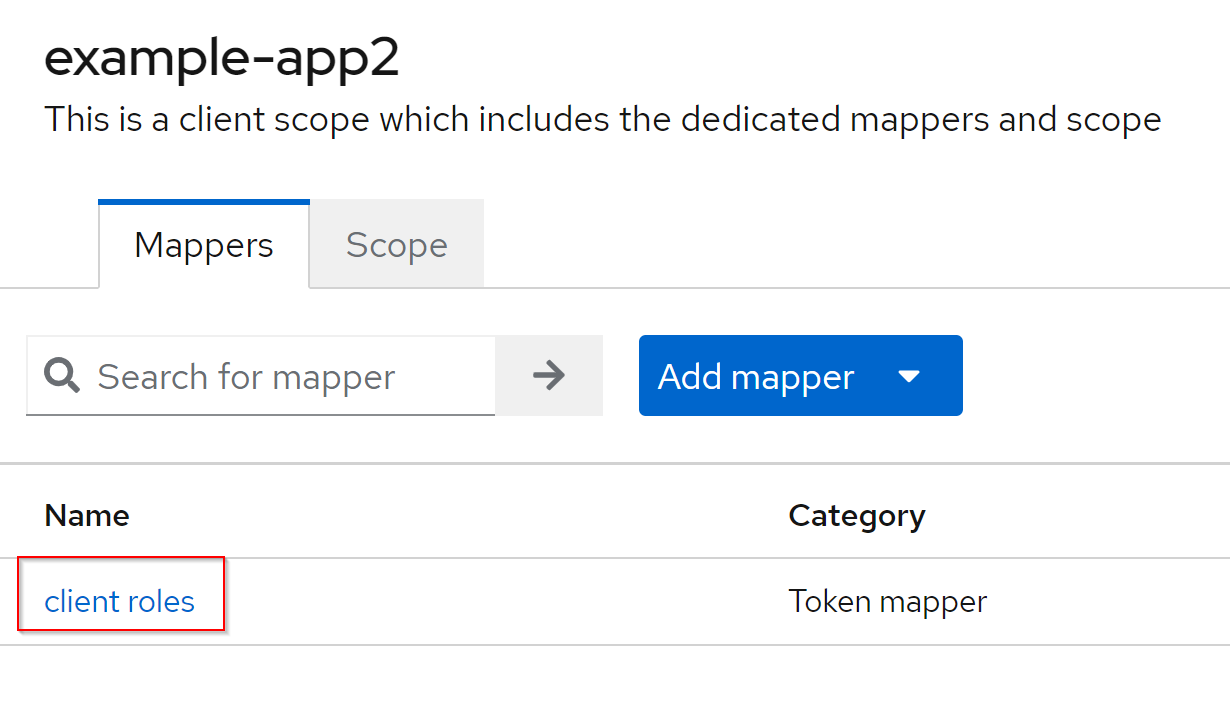 example-app2
This is a client scope which includes the dedicated mappers and scope
Mappers Scope
Search for mapper Add mapper
Name Category
client roles Token mapper